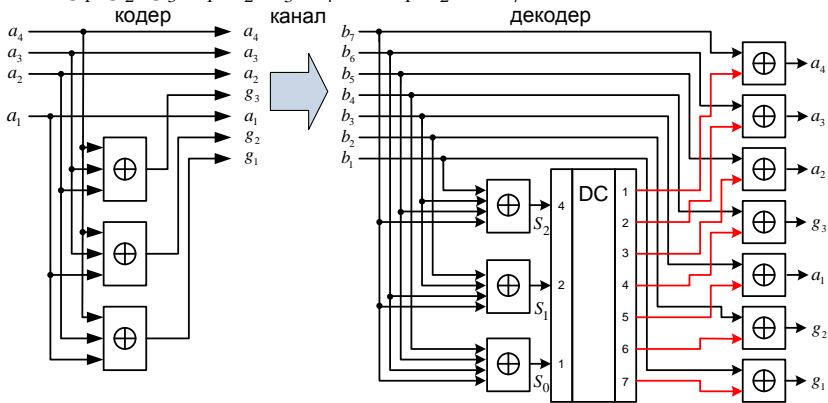 кодер
канал
декодер
a₄
a₃
a₂
a₁
⊕
⊕
⊕
a₄
a₃
a₂
g₃
a₁
g₂
g₁
b₇
b₆
b₅
b₄
b₃
b₂
b₁
⊕
S₂
⊕
S₁
⊕
S₀
4
2
1
DC
1
2
3
4
5
6
7
⊕ a₄
⊕ a₃
⊕ a₂
⊕ g₃
⊕ a₁
⊕ g₂
⊕ g₁